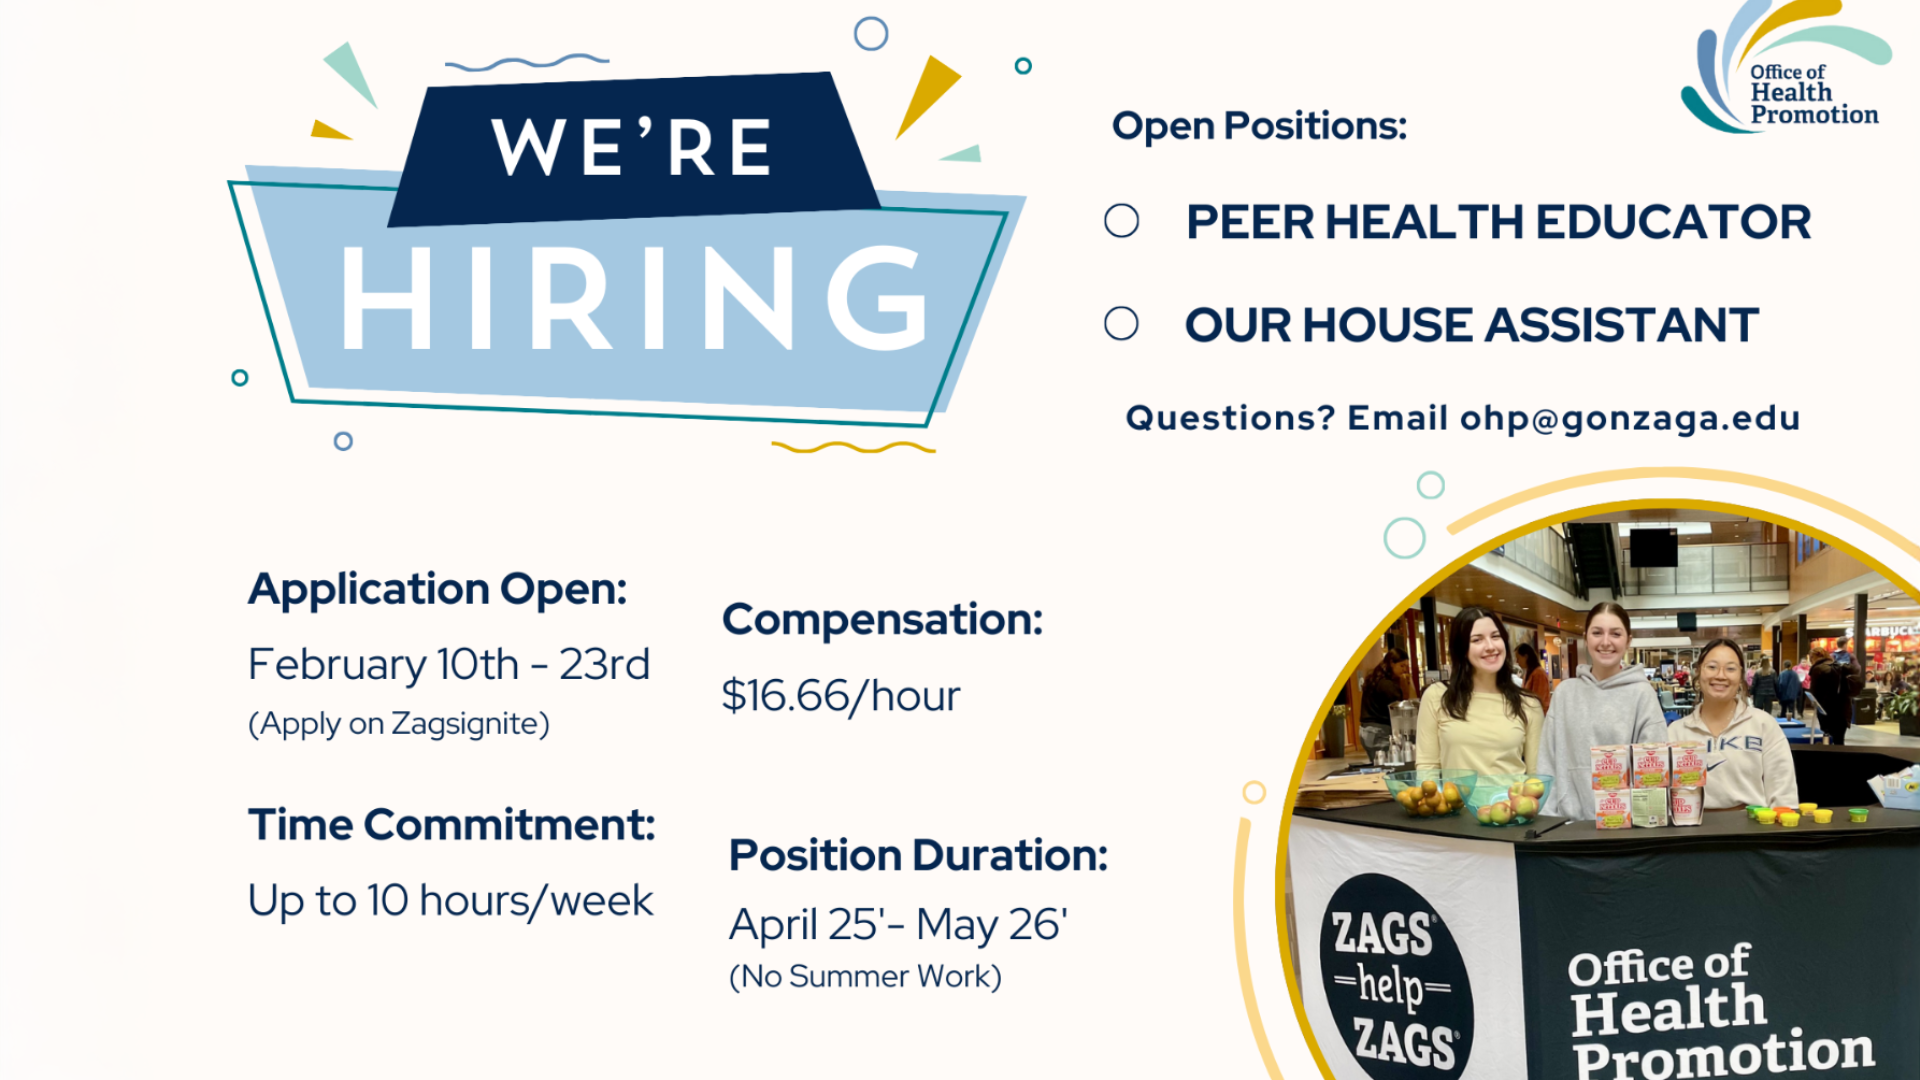 WE'RE
HIRING
Office of
Health
Promotion
Open Positions:
PEER HEALTH EDUCATOR
OUR HOUSE ASSISTANT
Questions? Email ohp@gonzaga.edu
Application Open:
February 10th - 23rd
(Apply on Zagsignite)
Compensation:
$16.66/hour
Time Commitment:
Up to 10 hours/week
Position Duration:
April 25'- May 26'
(No Summer Work)
ZAGS®
help
ZAGS®
Office of
Health
Promotion